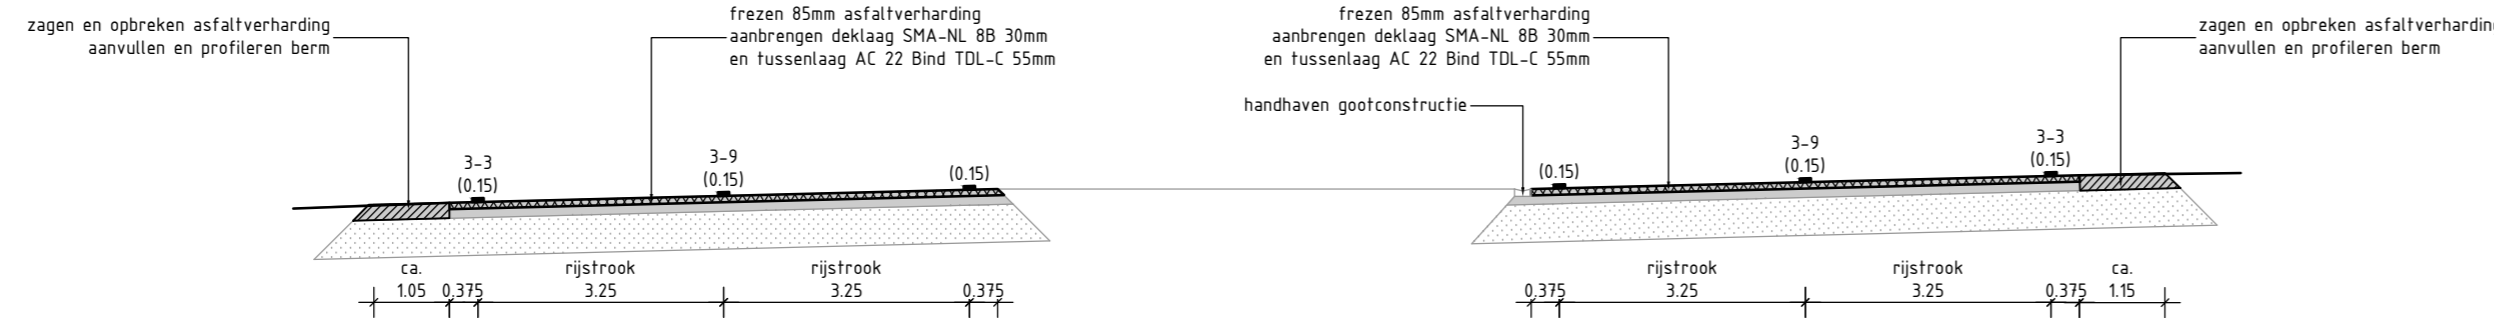 zagen en opbreken asfaltverharding
aanvullen en profileren berm
frezen 85mm asfaltverharding
aanbrengen deklaag SMA-NL 8B 30mm
en tussenlaag AC 22 Bind TDL-C 55mm
frezen 85mm asfaltverharding
aanbrengen deklaag SMA-NL 8B 30mm
en tussenlaag AC 22 Bind TDL-C 55mm
handhaven gootconstructie
zagen en opbreken asfaltverhardin
aanvullen en profileren berm
3-3
(0.15)
3-9
(0.15)
(0.15)
(0.15)
3-9
(0.15)
3-3
(0.15)
ca. rijstrook rijstrook
1.05 0.375 3.25 3.25 0.375
rijstrook rijstrook ca.
0.375 3.25 3.25 0.375 1.15